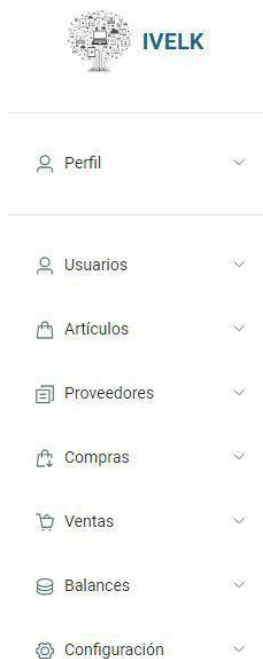 IVELK
Perfil
Usuarios
Artículos
Proveedores
Compras
Ventas
Balances
Configuración